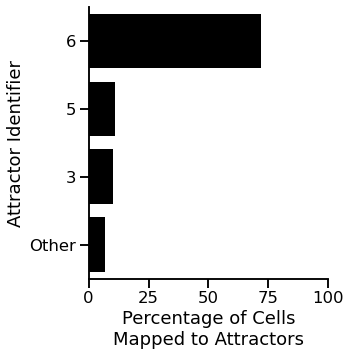 Attractor Identifier
6
5
3
Other
0 25 50 75 100
Percentage of Cells
Mapped to Attractors